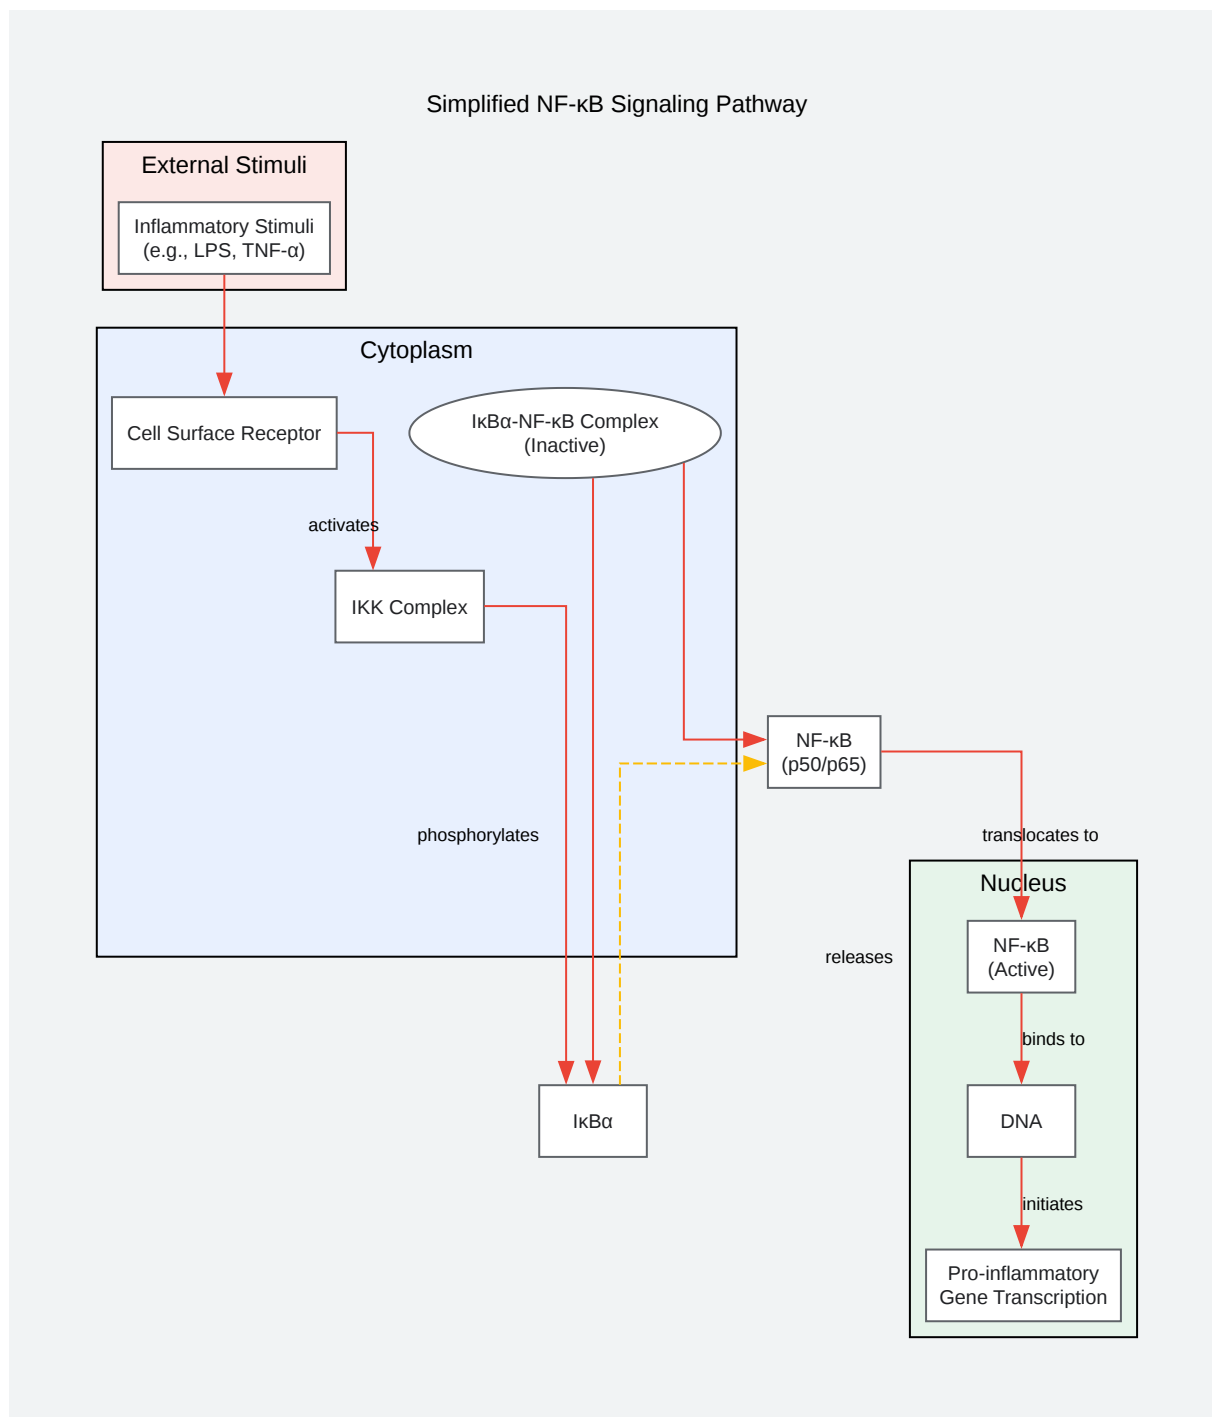 Simplified NF-κB Signaling Pathway
External Stimuli
Inflammatory Stimuli
(e.g., LPS, TNF-α)
Cytoplasm
Cell Surface Receptor
IκBα-NF-κB Complex
(Inactive)
activates
IKK Complex
NF-κB
(p50/p65)
phosphorylates
translocates to
Nucleus
NF-κB
(Active)
releases
binds to
IκBα
DNA
initiates
Pro-inflammatory
Gene Transcription